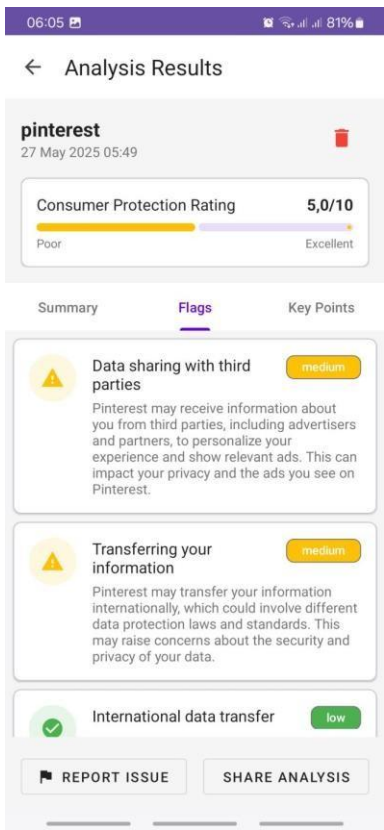 06:05 81%
Analysis Results
pinterest
27 May 2025 05:49
Consumer Protection Rating 5,0/10
Poor Excellent
Summary Flags Key Points
Data sharing with third medium
parties
Pinterest may receive information about
you from third parties, including advertisers
and partners, to personalize your
experience and show relevant ads. This can
impact your privacy and the ads you see on
Pinterest.
Transferring your medium
information
Pinterest may transfer your information
internationally, which could involve different
data protection laws and standards. This
may raise concerns about the security and
privacy of your data.
International data transfer low
REPORT ISSUE SHARE ANALYSIS